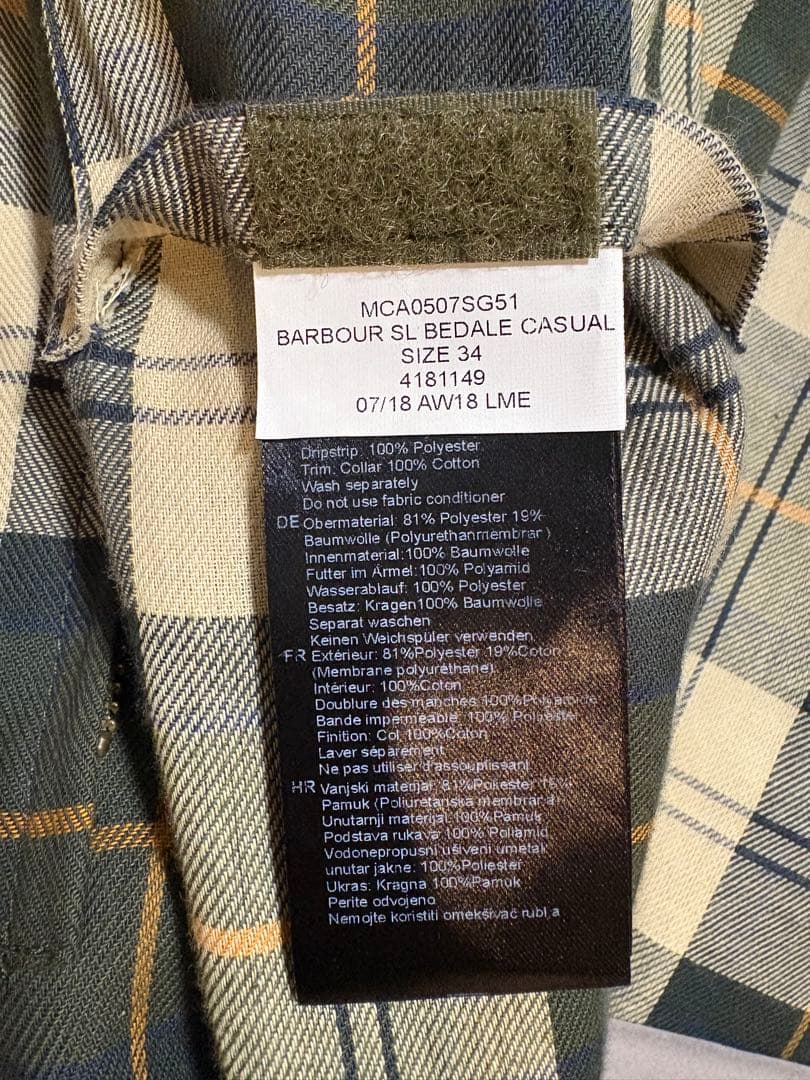 MCA0507SG51
BARBOUR SL BEDALE CASUAL
SIZE 34
4181149
07/18 AW18 LME
Dripstrip: 100% Polyester
Trim: Collar 100% Cotton
Wash separately
Do not use fabric conditioner
DE Obermaterial: 81% Polyester 19%
Baumwolle (Polyurethanmembrar )
Innenmaterial:100% Baumwolle
Futter im Ärmel:100% Polyamid
Wasserablauf: 100% Polyester
Besatz: Kragen100% Baumwolle
Separat waschen
Keinen Weichspüler verwenden
FR Extérieur: 81%Polyester 19%Coton
(Membrane polyuréthane)
Intérieur: 100%Coton
Doublure des manches 100%Polyamide
Bande imperméable: 100% Polyester
Finition: Col 100%Coton
Laver séparément
Ne pas utiliser d'assouplissant
HR Vanjski materijal: 81%Poliester 19%
Pamuk (Poliuretanska membrana)
Unutarnji materijal:100%Pamuk
Podstava rukava:100% Poliamid
Vodonepropusni ušiveni umetak
unutar jakne: 100%Poliester
Ukras: Kragna 100%Pamuk
Perite odvojeno
Nemojte koristiti omekšivač rublja